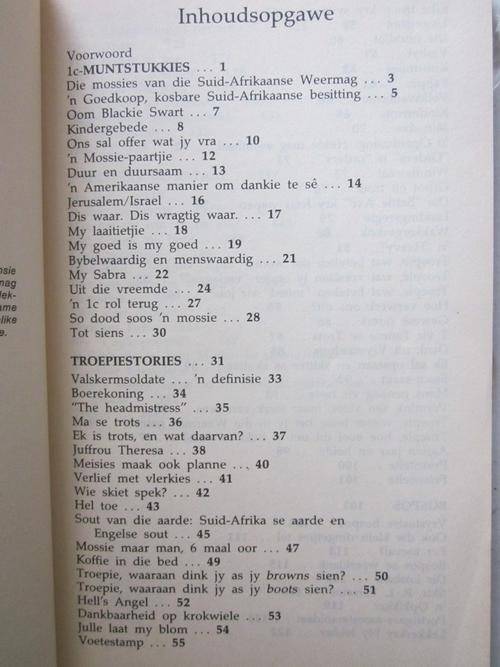 Inhoudsopgawe
Voorwoord
1c-MUNTSTUKKIES ... 1
Die mossies van die Suid-Afrikaanse Weermag ... 3
'n Goedkoop, kosbare Suid-Afrikaanse besitting ... 5
Oom Blackie Swart ... 7
Kindergebede ... 8
Ons sal offer wat jy vra ... 10
'n Mossie-paartjie ... 12
Duur en duursaam ... 13
'n Amerikaanse manier om dankie te sê ... 14
Jerusalem/Israel ... 16
Dis waar. Dis wragtig waar. ... 17
My laaitietjie ... 18
My goed is my goed ... 19
Bybelwaardig en menswaardig ... 21
My Sabra ... 22
Uit die vreemde ... 24
'n 1c rol terug ... 27
So dood soos 'n mossie ... 28
Tot siens ... 30
TROEPIESTORIES ... 31
Valskermsoldate ... 'n definisie 33
Boerekoning ... 34
"The headmistress" ... 35
Ma se trots ... 36
Ek is trots, en wat daarvan? ... 37
Juffrou Theresa ... 38
Meisies maak ook planne ... 40
Verlief met vlerkies ... 41
Wie skiet spek? ... 42
Hel toe ... 43
Sout van die aarde: Suid-Afrika se aarde en
Engelse sout ... 45
Mossie maar man, 6 maal oor ... 47
Koffie in die bed ... 49
Troepie, waaraan dink jy as jy browns sien? ... 50
Troepie, waaraan dink jy as jy boots sien? ... 51
Hell's Angel ... 52
Dankbaarheid op krokwiele ... 53
Julle laat my blom ... 54
Voetestamp ... 55